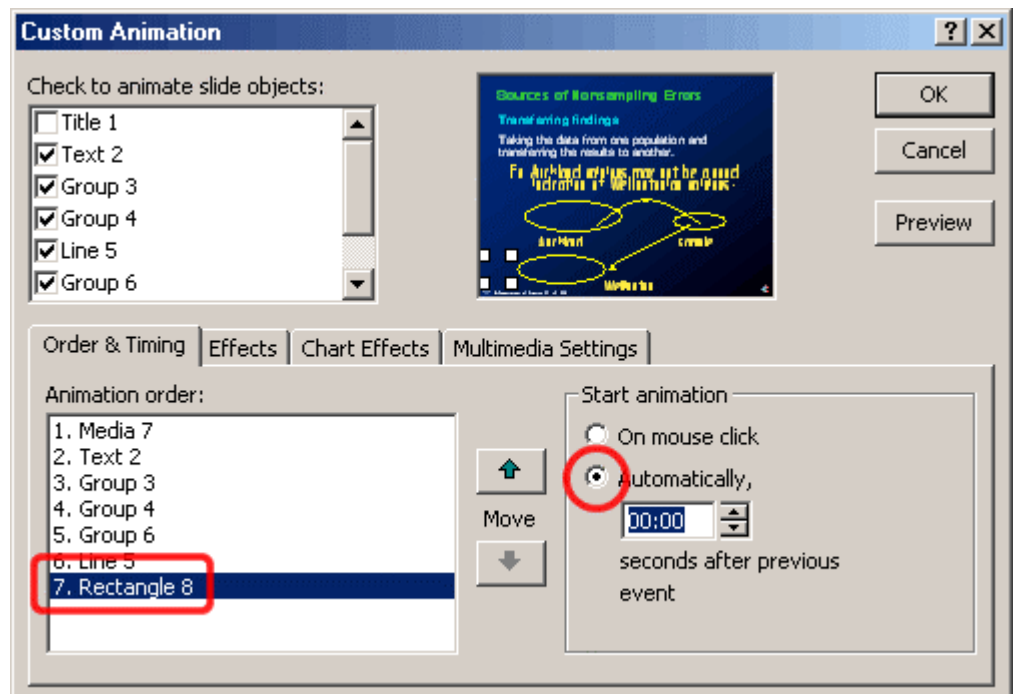 Custom Animation
Check to animate slide objects:
Title 1
Text 2
Group 3
Group 4
Line 5
Group 6
Sources of Nonsampling Errors
Transferring findings
Taking the data from one population and
transferring the results to another.
Auckland
sample
Wellington
OK
Cancel
Preview
Order & Timing
Effects
Chart Effects
Multimedia Settings
Animation order:
1. Media 7
2. Text 2
3. Group 3
4. Group 4
5. Group 6
6. Line 5
7. Rectangle 8
Move
Start animation
On mouse click
Automatically,
00:00
seconds after previous
event